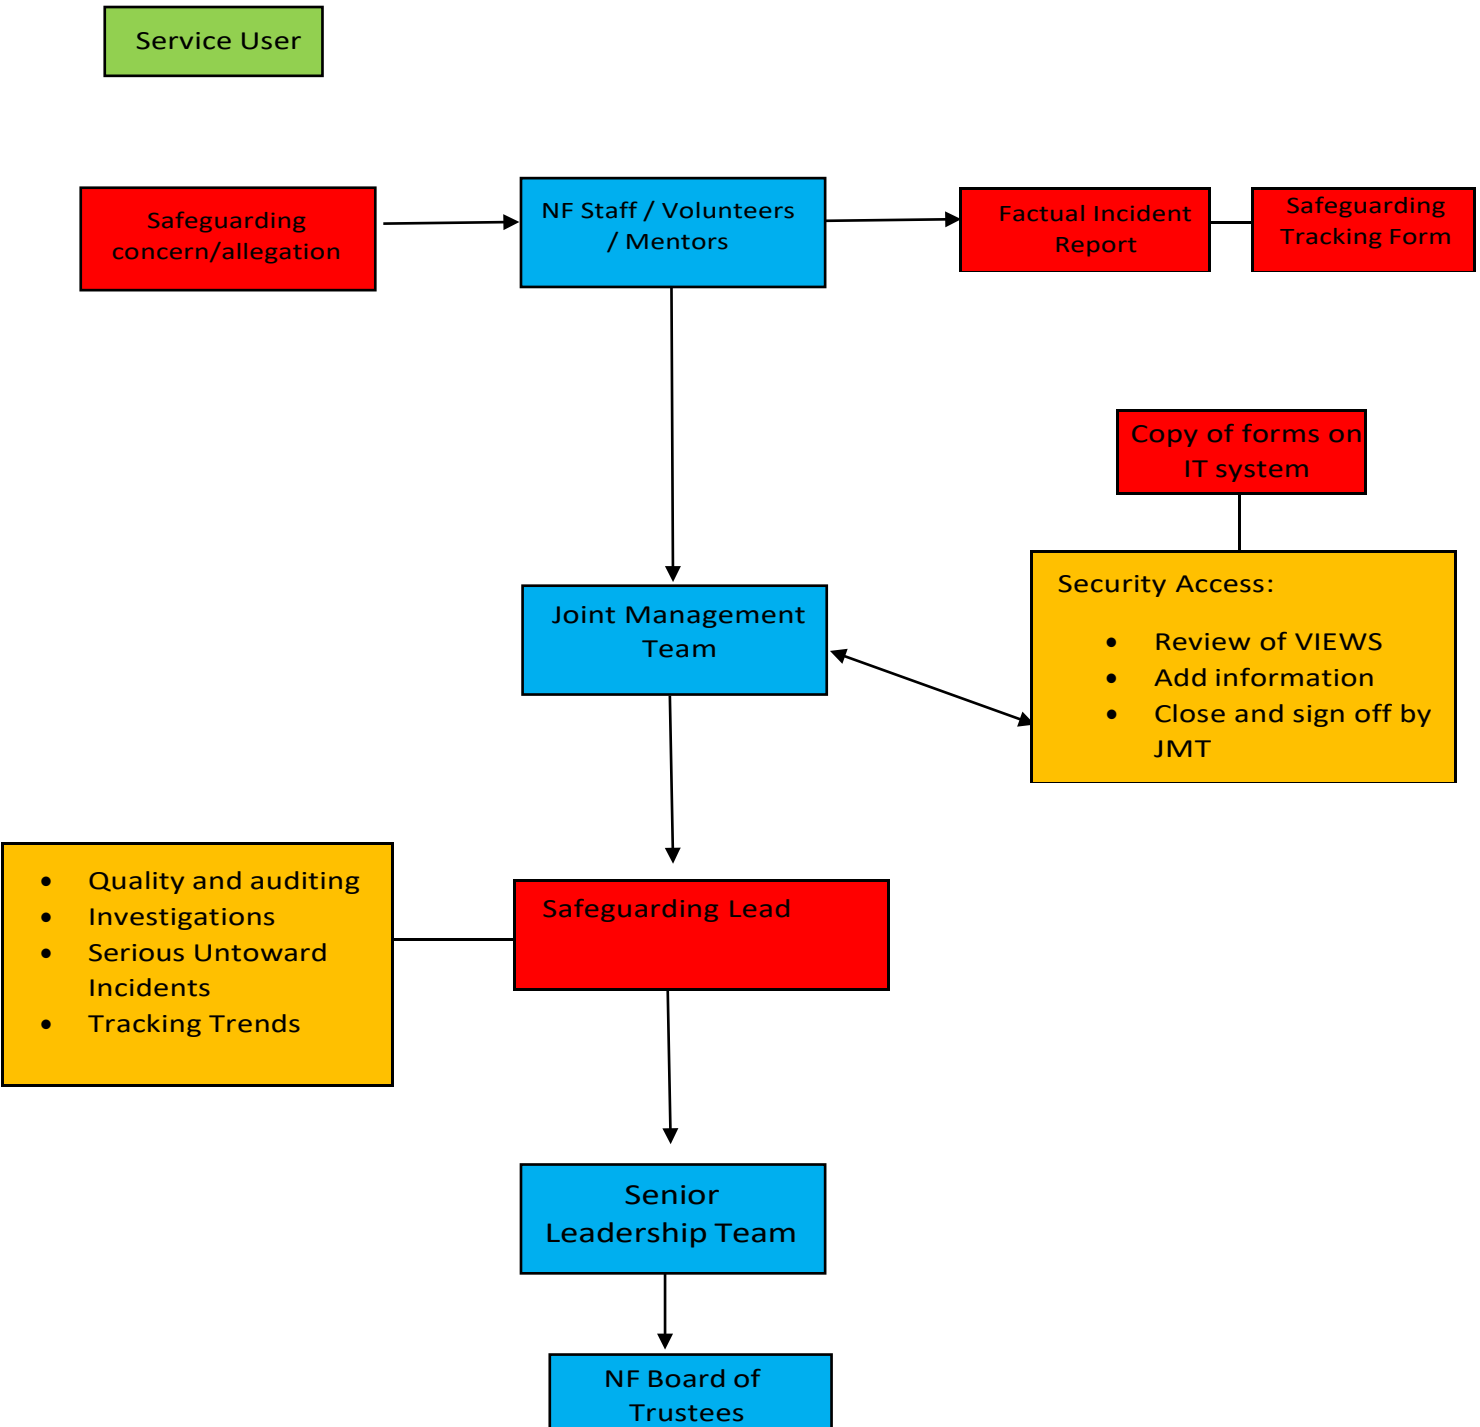 Service User
Safeguarding
concern/allegation
NF Staff / Volunteers
/ Mentors
Factual Incident
Report
Safeguarding
Tracking Form
Copy of forms on
IT system
Security Access:
• Review of VIEWS
• Add information
• Close and sign off by
JMT
Joint Management
Team
• Quality and auditing
• Investigations
• Serious Untoward
Incidents
• Tracking Trends
Safeguarding Lead
Senior
Leadership Team
NF Board of
Trustees